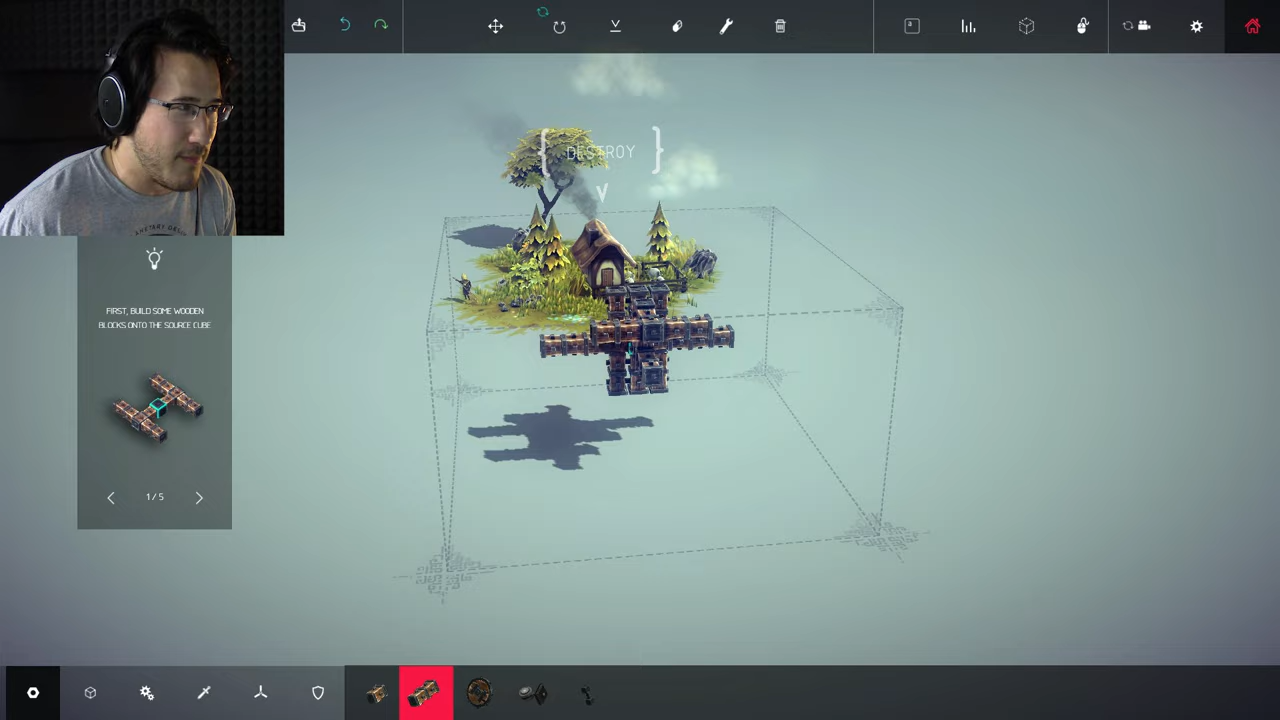 DESTROY
FIRST, BUILD SOME WOODEN
BLOCKS ONTO THE SOURCE CUBE
1/5